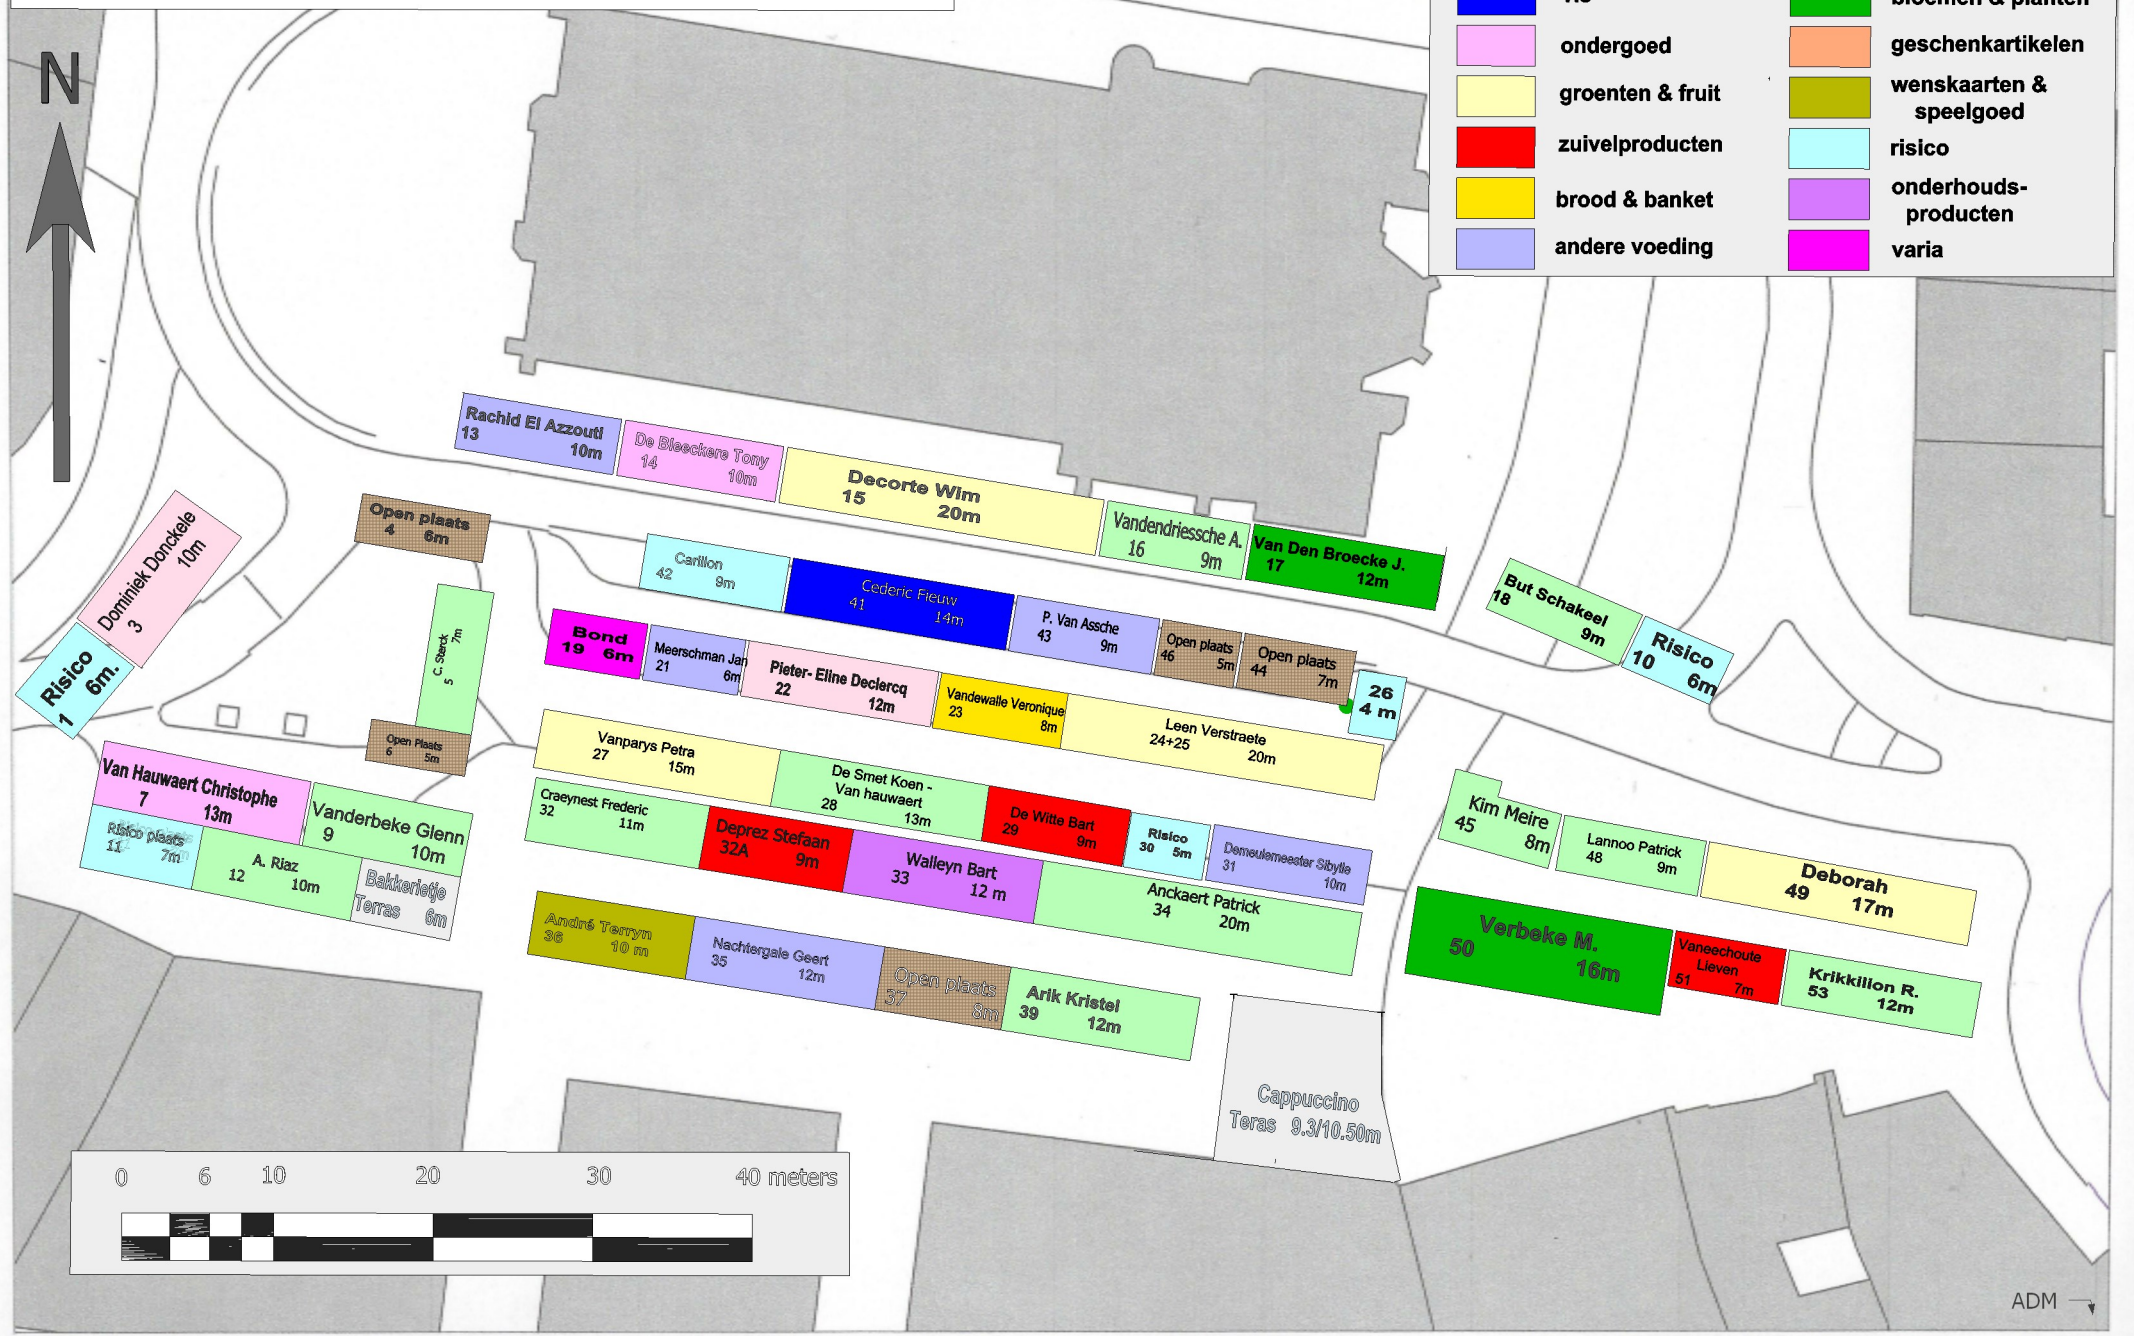 bloemen & planten
ondergoed
geschenkartikelen
groenten & fruit
wenskaarten &
speelgoed
zuivelproducten
risico
brood & banket
onderhouds-
producten
andere voeding
varia
N
Rachid El Azzouti
13 10m
De Bleeckere Tony
14 10m
Decorte Wim
15 20m
Vandendriessche A.
16 9m
Van Den Broecke J.
17 12m
But Schakeel
18 9m
Risico
10 6m
Dominiek Donckele
3 10m
Risico
1 6m.
Open plaats
4 6m
C. Sterck
5 7m
Open Plaats
6 5m
Carillon
42 9m
Cederic Fieuw
41 14m
P. Van Assche
43 9m
Open plaats
46 5m
Open plaats
44 7m
26
4 m
Bond
19 6m
Meerschman Jan
21 6m
Pieter- Eline Declercq
22 12m
Vandewalle Veronique
23 8m
Leen Verstraete
24+25 20m
Vanparys Petra
27 15m
De Smet Koen -
Van hauwaert
28 13m
De Witte Bart
29 9m
Risico
30 5m
Demeulemeester Sibylle
31 10m
Van Hauwaert Christophe
7 13m
Vanderbeke Glenn
9 10m
Risico plaats
11 7m
A. Riaz
12 10m
Bakkerietje
Terras 6m
Craeynest Frederic
32 11m
Deprez Stefaan
32A 9m
Walleyn Bart
33 12 m
Anckaert Patrick
34 20m
Kim Meire
45 8m
Lannoo Patrick
48 9m
Deborah
49 17m
André Terryn
36 10 m
Nachtergale Geert
35 12m
Open plaats
37 8m
Arik Kristel
39 12m
Verbeke M.
50 16m
Vaneechoute
Lieven
51 7m
Krikkilion R.
53 12m
Cappuccino
Teras 9.3/10.50m
0 6 10 20 30 40 meters
ADM